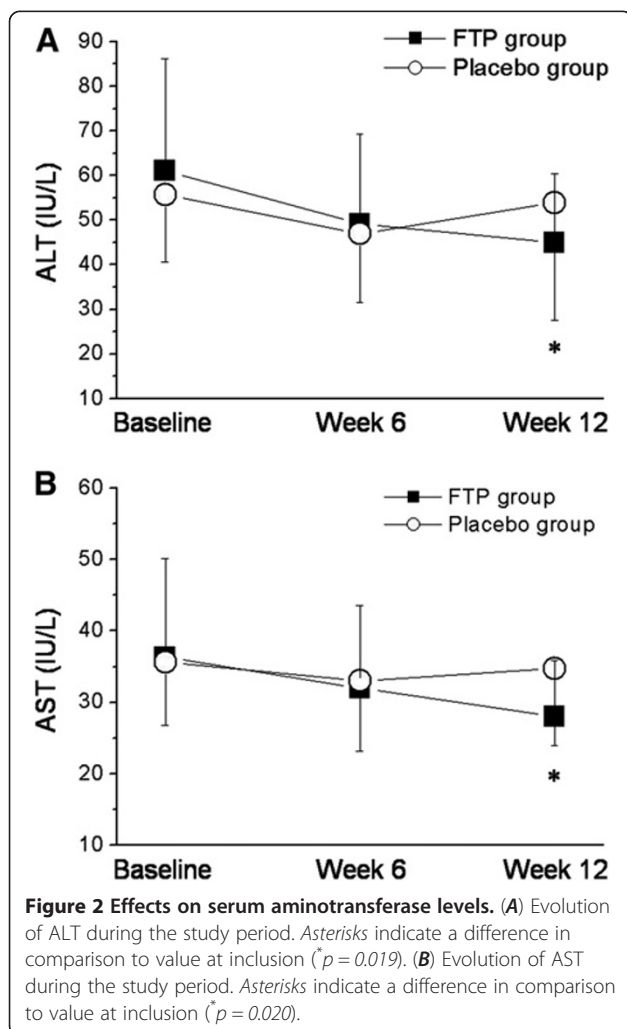 A
FTP group
Placebo group
90
80
70
60
50
40
30
20
10
ALT (IU/L)
*
Baseline Week 6 Week 12
B
FTP group
Placebo group
60
50
40
30
20
10
AST (IU/L)
*
Baseline Week 6 Week 12
Figure 2 Effects on serum aminotransferase levels. (A) Evolution
of ALT during the study period. Asterisks indicate a difference in
comparison to value at inclusion (*p = 0.019). (B) Evolution of AST
during the study period. Asterisks indicate a difference in comparison
to value at inclusion (*p = 0.020).